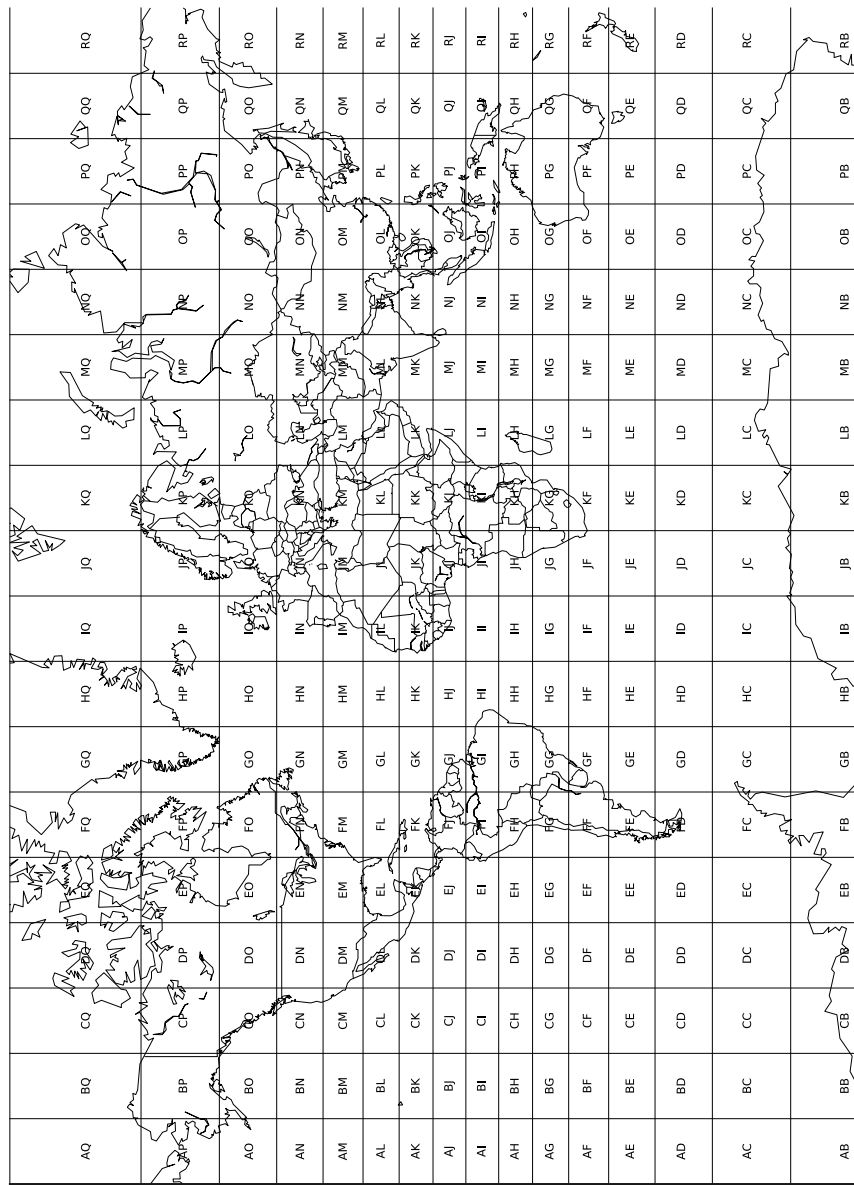 AQ BQ CQ DQ EQ FQ GQ HQ IQ JQ KQ LQ MQ NQ OQ PQ QQ RQ
AP BP CP DP EP FP GP HP IP JP KP LP MP NP OP PP QP RP
AO BO CO DO EO FO GO HO IO JO KO LO MO NO OO PO QO RO
AN BN CN DN EN FN GN HN IN JN KN LN MN NN ON PN QN RN
AM BM CM DM EM FM GM HM IM JM KM LM MM NM OM PM QM RM
AL BL CL DL EL FL GL HL IL JL KL LL ML NL OL PL QL RL
AK BK CK DK EK FK GK HK IK JK KK LK MK NK OK PK QK RK
AJ BJ CJ DJ EJ FJ GJ HJ IJ JJ KJ LJ MJ NJ OJ PJ QJ RJ
AI BI CI DI EI FI GI HI II JI KI LI MI NI OI PI QI RI
AH BH CH DH EH FH GH HH IH JH KH LH MH NH OH PH QH RH
AG BG CG DG EG FG GG HG IG JG KG LG MG NG OG PG QG RG
AF BF CF DF EF FF GF HF IF JF KF LF MF NF OF PF QF RF
AE BE CE DE EE FE GE HE IE JE KE LE ME NE OE PE QE RE
AD BD CD DD ED FD GD HD ID JD KD LD MD ND OD PD QD RD
AC BC CC DC EC FC GC HC IC JC KC LC MC NC OC PC QC RC
AB BB CB DB EB FB GB HB IB JB KB LB MB NB OB PB QB RB